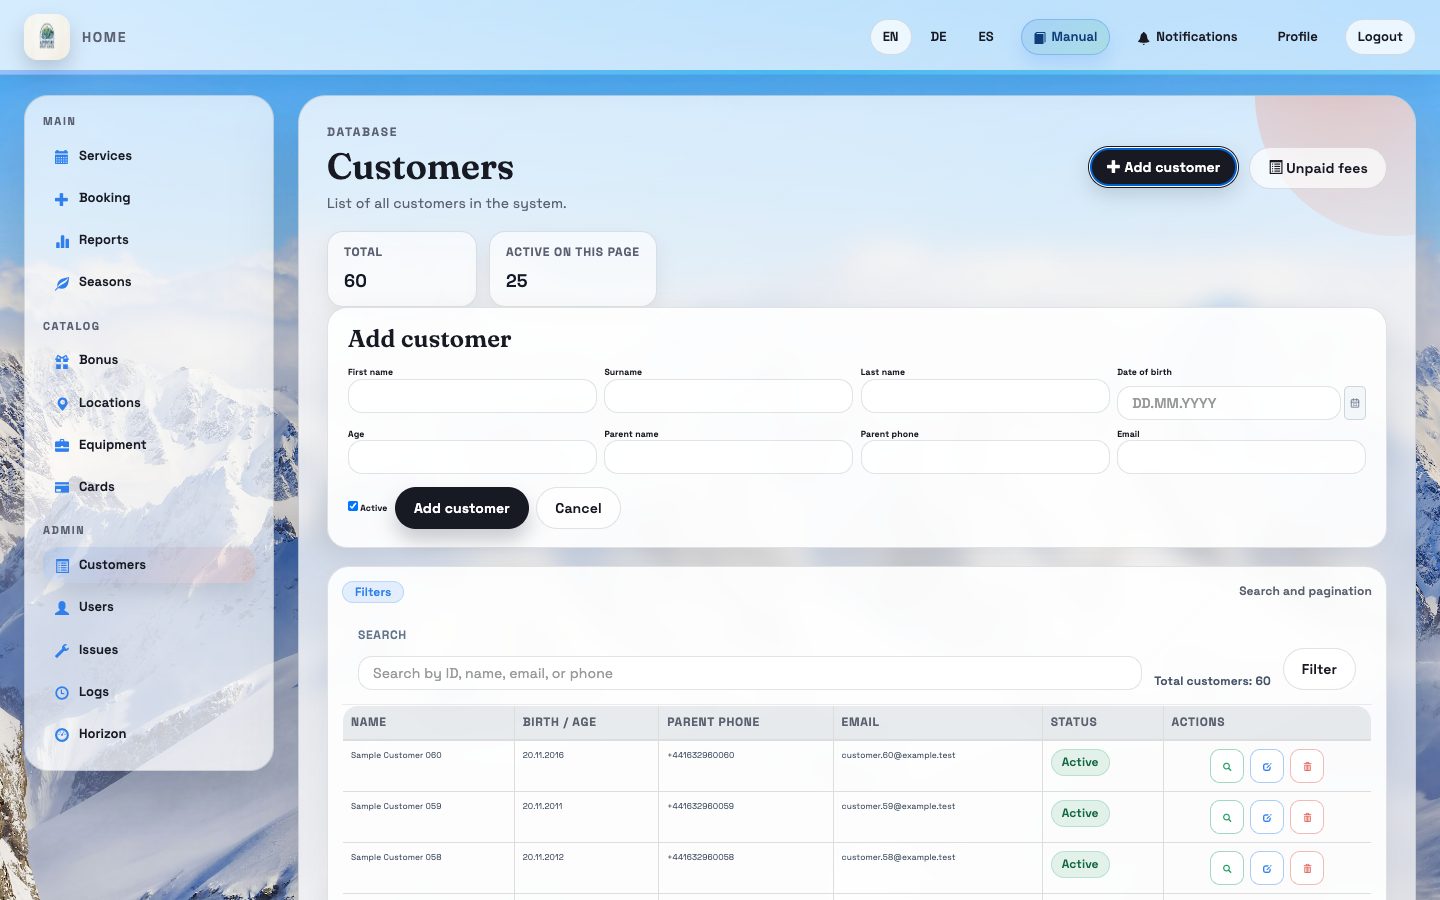 HOME
EN DE ES Manual Notifications Profile Logout
MAIN
Services
Booking
Reports
Seasons
CATALOG
Bonus
Locations
Equipment
Cards
ADMIN
Customers
Users
Issues
Logs
Horizon
DATABASE
Customers
List of all customers in the system.
Add customer Unpaid fees
TOTAL
60
ACTIVE ON THIS PAGE
25
Add customer
First name Surname Last name Date of birth
DD.MM.YYYY
Age Parent name Parent phone Email
Active Add customer Cancel
Filters Search and pagination
SEARCH
Search by ID, name, email, or phone Total customers: 60 Filter
NAME BIRTH / AGE PARENT PHONE EMAIL STATUS ACTIONS
Sample Customer 060 20.11.2016 +441632960060 customer.60@example.test Active
Sample Customer 059 20.11.2011 +441632960059 customer.59@example.test Active
Sample Customer 058 20.11.2012 +441632960058 customer.58@example.test Active